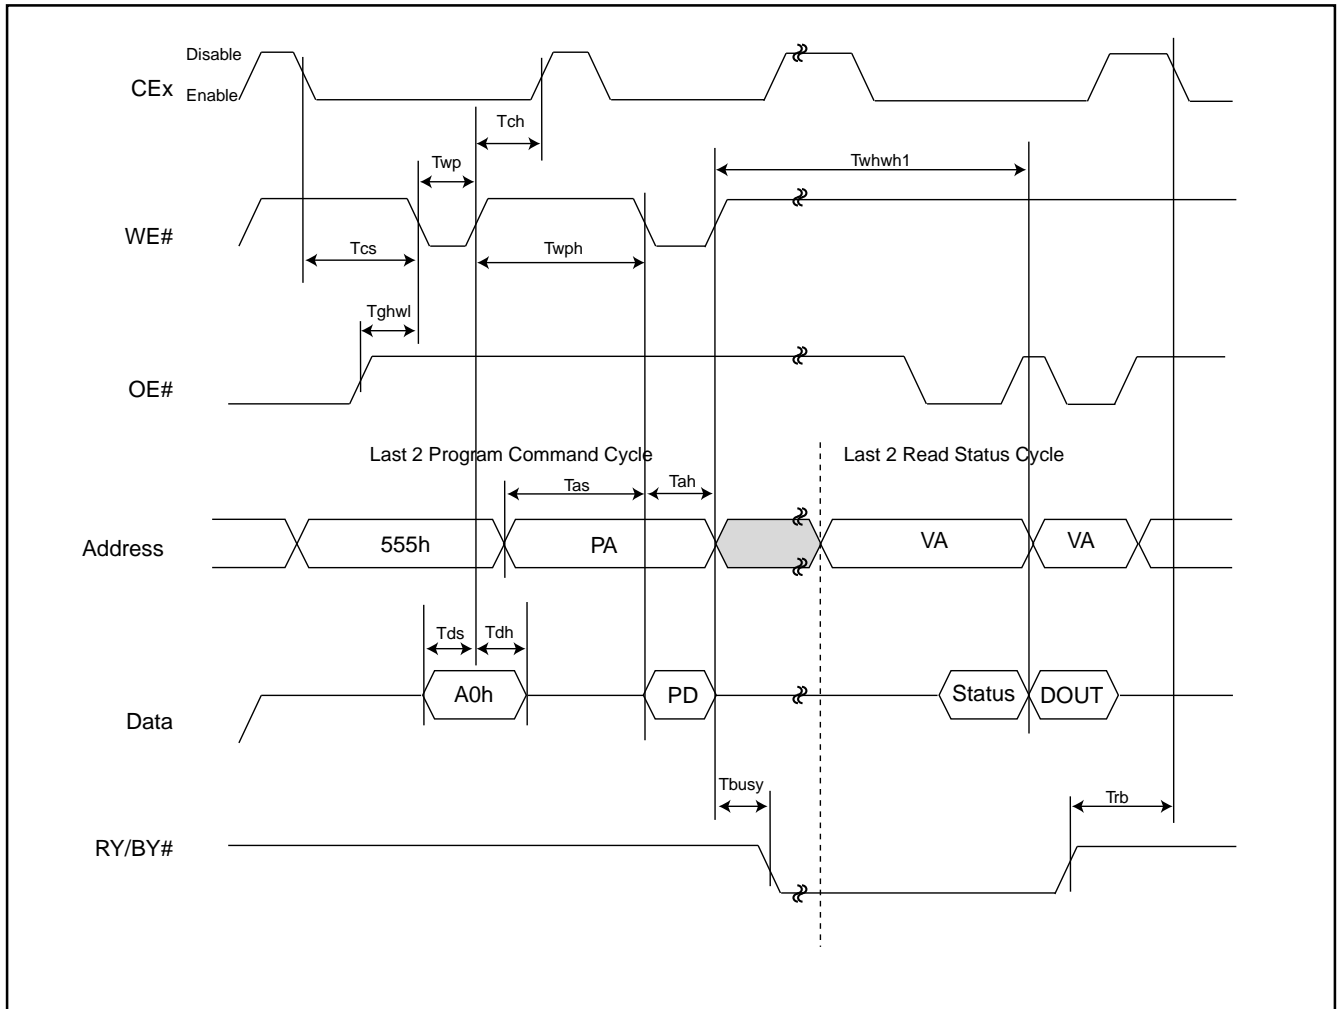 Disable
CEx
Enable
Tch
Twp
Twhwh1
WE#
Tcs
Twph
Tghwl
OE#
Last 2 Program Command Cycle
Last 2 Read Status Cycle
Tas
Tah
Address
555h
PA
VA
VA
Tds
Tdh
A0h
PD
Status
DOUT
Data
Tbusy
Trb
RY/BY#